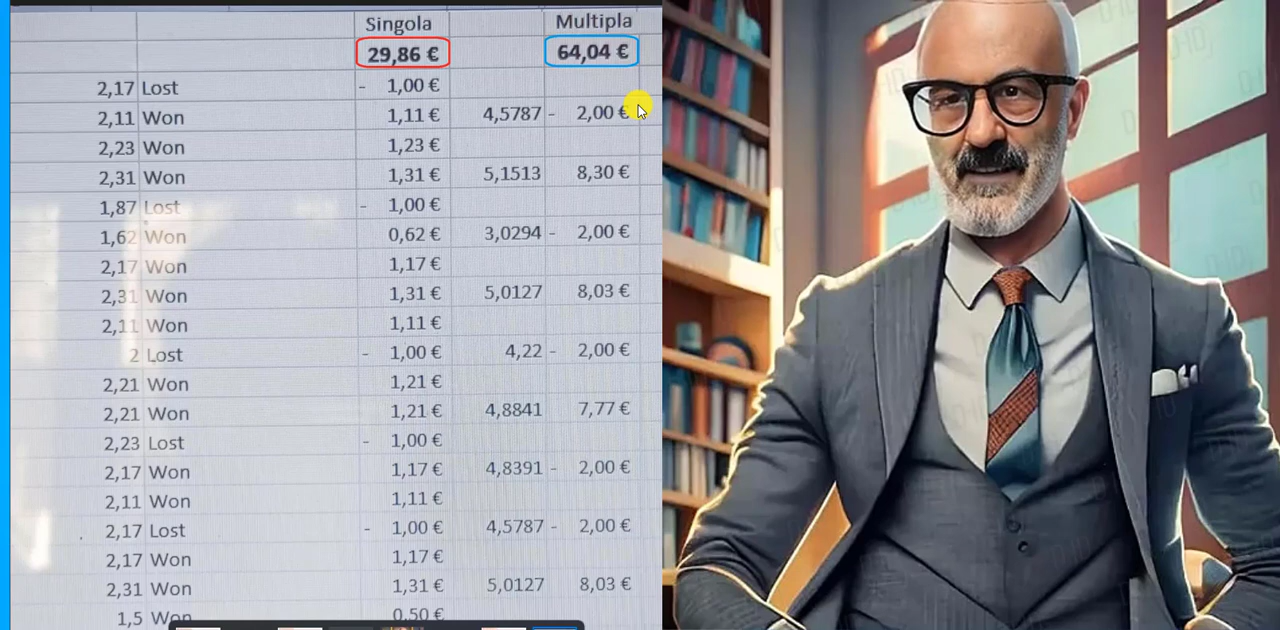 Singola Multipla
29,86 € 64,04 €
2,17 Lost - 1,00 €
2,11 Won 1,11 € 4,5787 - 2,00 €
2,23 Won 1,23 €
2,31 Won 1,31 € 5,1513 8,30 €
1,87 Lost - 1,00 €
1,62 Won 0,62 € 3,0294 - 2,00 €
2,17 Won 1,17 €
2,31 Won 1,31 € 5,0127 8,03 €
2,11 Won 1,11 €
2 Lost - 1,00 € 4,22 - 2,00 €
2,21 Won 1,21 €
2,21 Won 1,21 € 4,8841 7,77 €
2,23 Lost - 1,00 €
2,17 Won 1,17 € 4,8391 - 2,00 €
2,11 Won 1,11 €
2,17 Lost - 1,00 € 4,5787 - 2,00 €
2,17 Won 1,17 €
2,31 Won 1,31 € 5,0127 8,03 €
1,5 Won 0,50 €